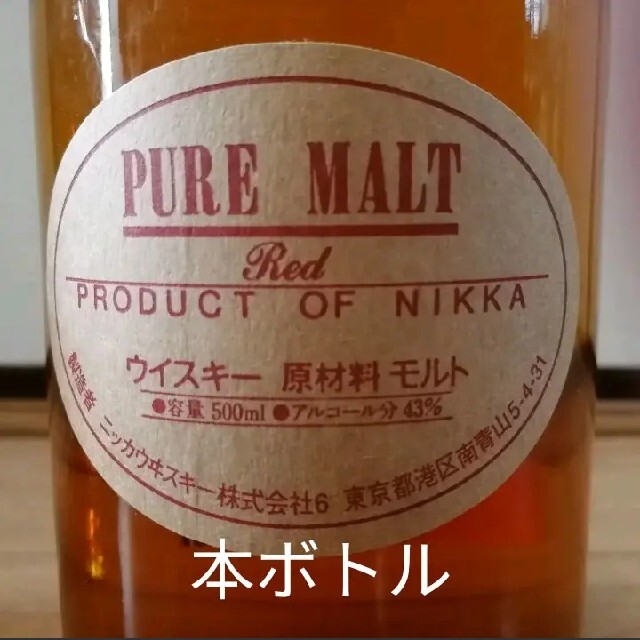 PURE MALT
Red
PRODUCT OF NIKKA
ウイスキー 原材料 モルト
●容量 500ml ●アルコール分 43%
製造者 ニッカウヰスキー株式会社6 東京都港区南青山5-4-31
本ボトル